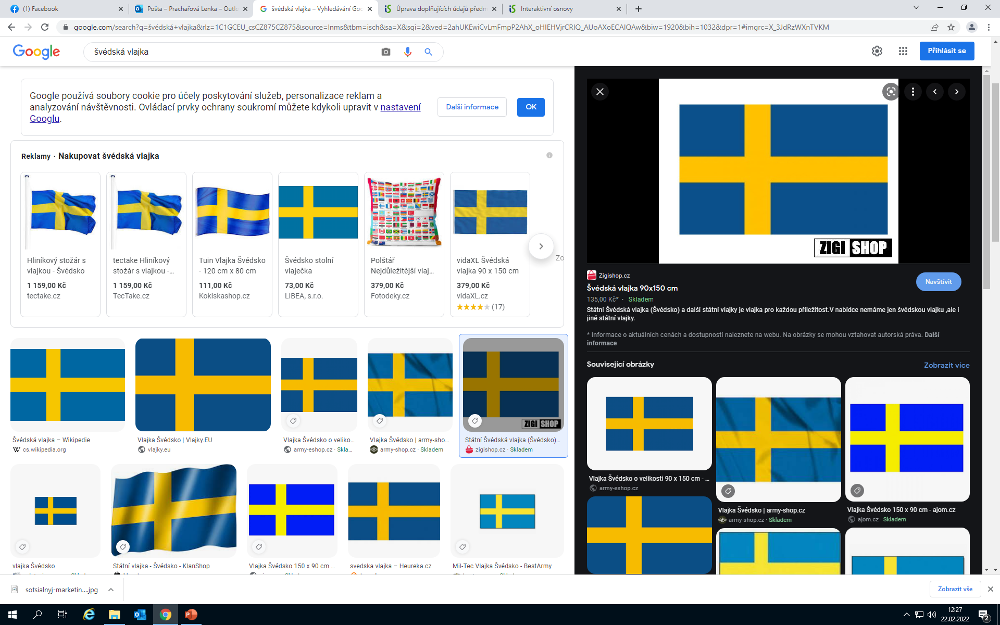 (1) Facebook
Pošta – Prachařová Lenka – Outlo
švédská vlajka – Vyhledávání Goo
Úprava doplňujících údajů předm
Interaktivní osnovy
google.com/search?q=švédská+vlajka&rlz=1C1GCEU_csCZ875CZ875&source=lnms&tbm=isch&sa=X&sqi=2&ved=2ahUKEwiCvLmFmpP2AhX_oHIEHVjrCRIQ_AUoAXoECAIQAw&biw=1920&bih=1032&dpr=1#imgrc=X_3JdRzWXnTVKM
Google
švédská vlajka
Přihlásit se
Google používá soubory cookie pro účely poskytování služeb, personalizace reklam a
analyzování návštěvnosti. Ovládací prvky ochrany soukromí můžete kdykoli upravit v nastavení
Googlu.
Další informace
OK
Reklamy · Nakupovat švédská vlajka
Hliníkový stožár s
vlajkou - Švédsko
1 159,00 Kč
tectake.cz
tectake Hliníkový
stožár s vlajkou -...
1 159,00 Kč
TecTake.cz
Tuin Vlajka Švédsko
- 120 cm x 80 cm
111,00 Kč
Kokiskashop.cz
Švédsko stolní
vlaječka
73,00 Kč
LIBEA, s.r.o.
Polštář
Nejdůležitější vlaj...
379,00 Kč
Fotodeky.cz
vidaXL Švédská
vlajka 90 x 150 cm
379,00 Kč
vidaXL.cz
(17)
Zo
Švédská vlajka – Wikipedie
W cs.wikipedia.org
Vlajka Švédsko | Vlajky.EU
vlajky.eu
Vlajka Švédsko o veliko...
army-eshop.cz · Skla...
Vlajka Švédsko | army-sho...
army-shop.cz · Skladem
ZIGI SHOP
Státní Švédská vlajka (Švédsko)...
zigishop.cz · Skladem
vlajka Švédsko
Státní vlajka - Švédsko - KlanShop
Vlajka Švédsko 150 x 90 cm ...
svedska vlajka – Heureka.cz
Mil-Tec Vlajka Švédsko - BestArmy
ZIGI SHOP
Zigishop.cz
Švédská vlajka 90x150 cm
135,00 Kč* · Skladem
Navštívit
Státní Švédská vlajka (Švédsko) a další státní vlajky je vlajka pro každou příležitost.V nabídce nemáme jen švédskou vlajku ,ale i
jiné státní vlajky.
* Informace o aktuálních cenách a dostupnosti naleznete na webu. Na obrázky se mohou vztahovat autorská práva. Další
informace
Související obrázky
Zobrazit více
Vlajka Švédsko o velikosti 90 x 150 cm - ...
army-eshop.cz
Vlajka Švédsko | army-shop.cz
army-shop.cz · Skladem
Vlajka Švédsko 150 x 90 cm - ajom.cz
ajom.cz · Skladem
sotsialnyj-marketin....jpg
Zobrazit vše
12:27
22.02.2022
2